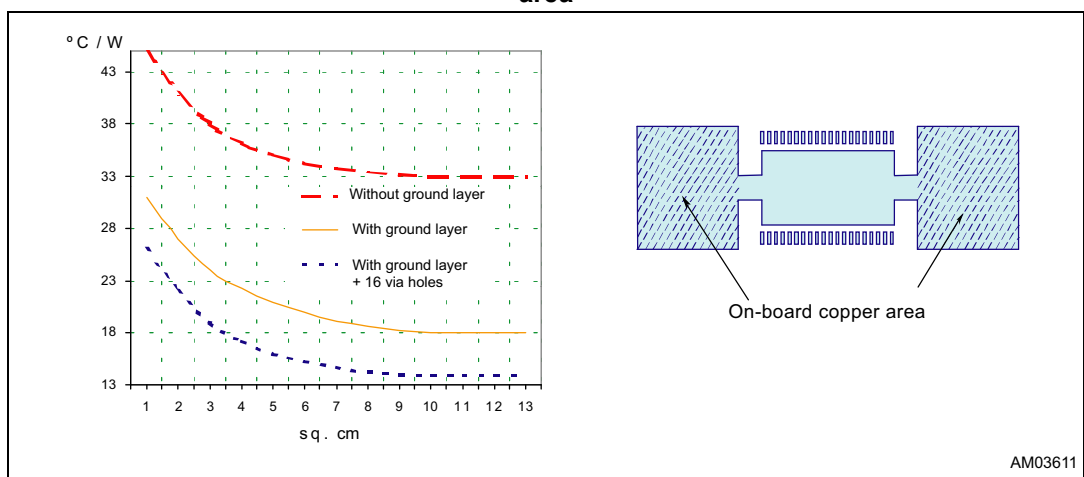 area
ºC / W
43
38
33
28
23
18
13
Without ground layer
With ground layer
With ground layer
+ 16 via holes
1 2 3 4 5 6 7 8 9 10 11 12 13
sq. cm
On-board copper area
AM03611